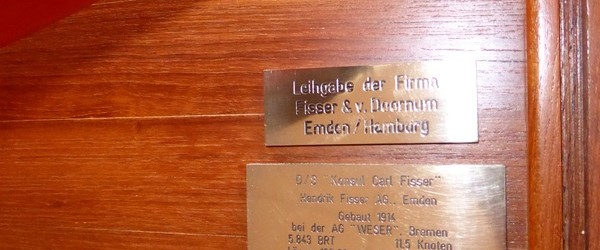 Leihgabe der Firma
Fisser & v. Doornum
Emden / Hamburg
D/S "Konsul Carl Fisser"
Hendrik Fisser AG., Emden
Gebaut 1914
bei der AG "WESER", Bremen
5.843 BRT 11,5 Knoten